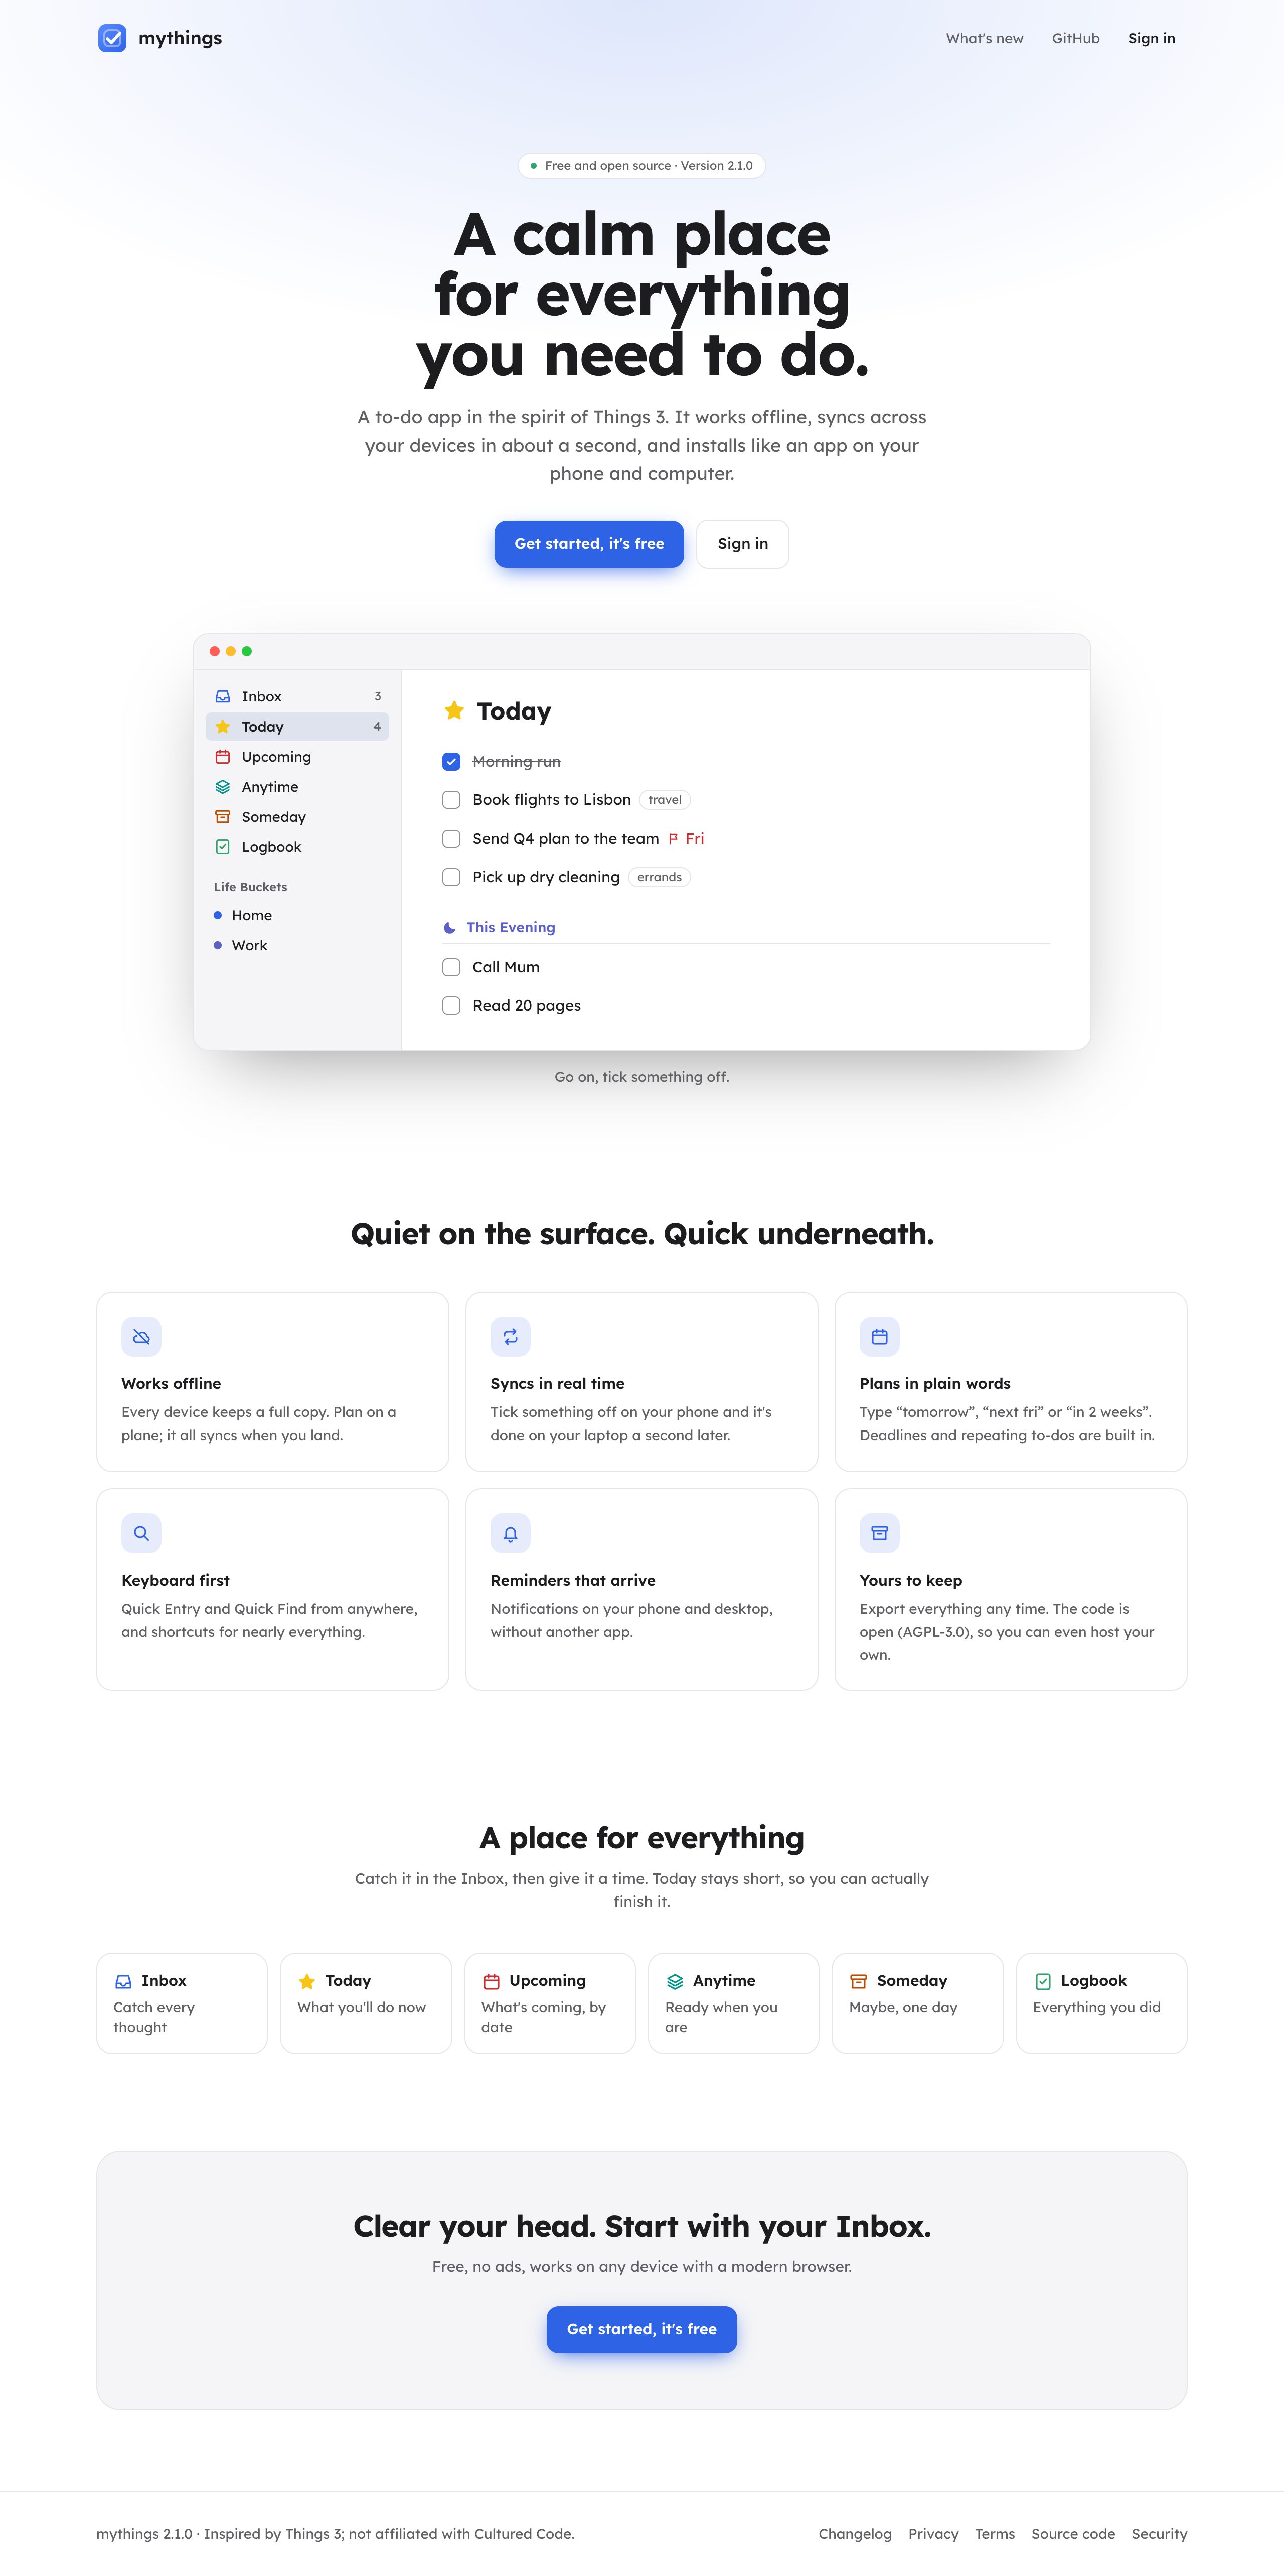 mythings
What's new
GitHub
Sign in
Free and open source · Version 2.1.0
A calm place
for everything
you need to do.
A to-do app in the spirit of Things 3. It works offline, syncs across
your devices in about a second, and installs like an app on your
phone and computer.
Get started, it's free
Sign in
Inbox 3
Today 4
Upcoming
Anytime
Someday
Logbook
Life Buckets
Home
Work
Today
Morning run
Book flights to Lisbon travel
Send Q4 plan to the team Fri
Pick up dry cleaning errands
This Evening
Call Mum
Read 20 pages
Go on, tick something off.
Quiet on the surface. Quick underneath.
Works offline
Every device keeps a full copy. Plan on a
plane; it all syncs when you land.
Syncs in real time
Tick something off on your phone and it's
done on your laptop a second later.
Plans in plain words
Type “tomorrow”, “next fri” or “in 2 weeks”.
Deadlines and repeating to-dos are built in.
Keyboard first
Quick Entry and Quick Find from anywhere,
and shortcuts for nearly everything.
Reminders that arrive
Notifications on your phone and desktop,
without another app.
Yours to keep
Export everything any time. The code is
open (AGPL-3.0), so you can even host your
own.
A place for everything
Catch it in the Inbox, then give it a time. Today stays short, so you can actually
finish it.
Inbox
Catch every
thought
Today
What you'll do now
Upcoming
What's coming, by
date
Anytime
Ready when you
are
Someday
Maybe, one day
Logbook
Everything you did
Clear your head. Start with your Inbox.
Free, no ads, works on any device with a modern browser.
Get started, it's free
mythings 2.1.0 · Inspired by Things 3; not affiliated with Cultured Code.
Changelog
Privacy
Terms
Source code
Security